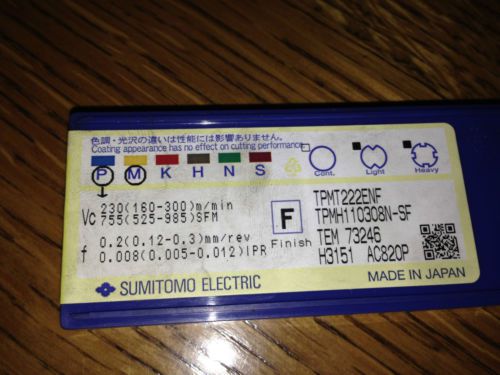 色調・光沢の違いは性能には影響ありません。
Coating appearance has no effect on cutting performance.
P M K H N S
Cont. Light Heavy
Vc 230(160-300)m/min
755(525-985)SFM
f 0.2(0.12-0.3)mm/rev
0.008(0.005-0.012)IPR
F
Finish
TPMT222ENF
TPMH110308N-SF
TEM 73246
H3151 AC820P
SUMITOMO ELECTRIC
MADE IN JAPAN